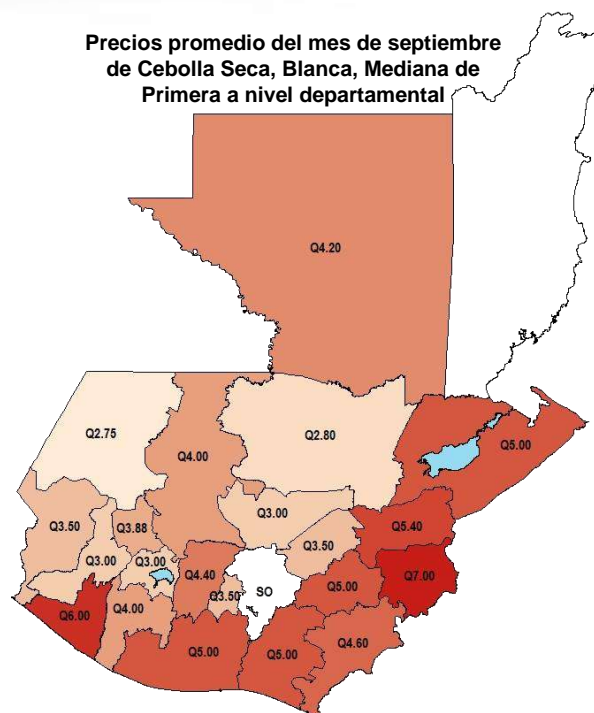 Precios promedio del mes de septiembre
de Cebolla Seca, Blanca, Mediana de
Primera a nivel departamental
Q4.20
Q2.75
Q2.80
Q4.00
Q5.00
Q3.50
Q3.88
Q3.00
Q5.40
Q3.00
Q3.00
Q3.50
Q7.00
Q4.40
Q5.00
Q6.00
Q4.00
Q3.50
SO
Q4.60
Q5.00
Q5.00